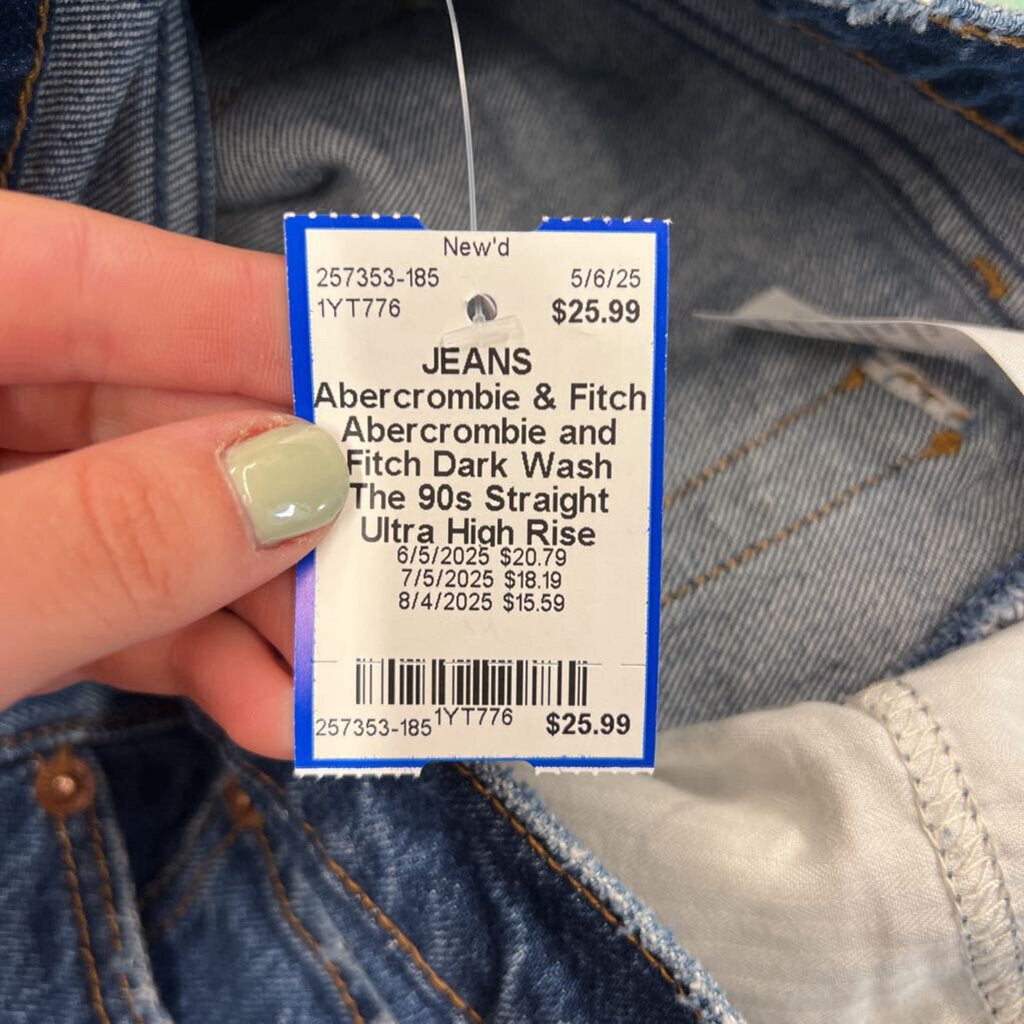 New'd
257353-185 5/6/25
1YT776 $25.99
JEANS
Abercrombie & Fitch
Abercrombie and
Fitch Dark Wash
The 90s Straight
Ultra High Rise
6/5/2025 $20.79
7/5/2025 $18.19
8/4/2025 $15.59
257353-185 1YT776 $25.99